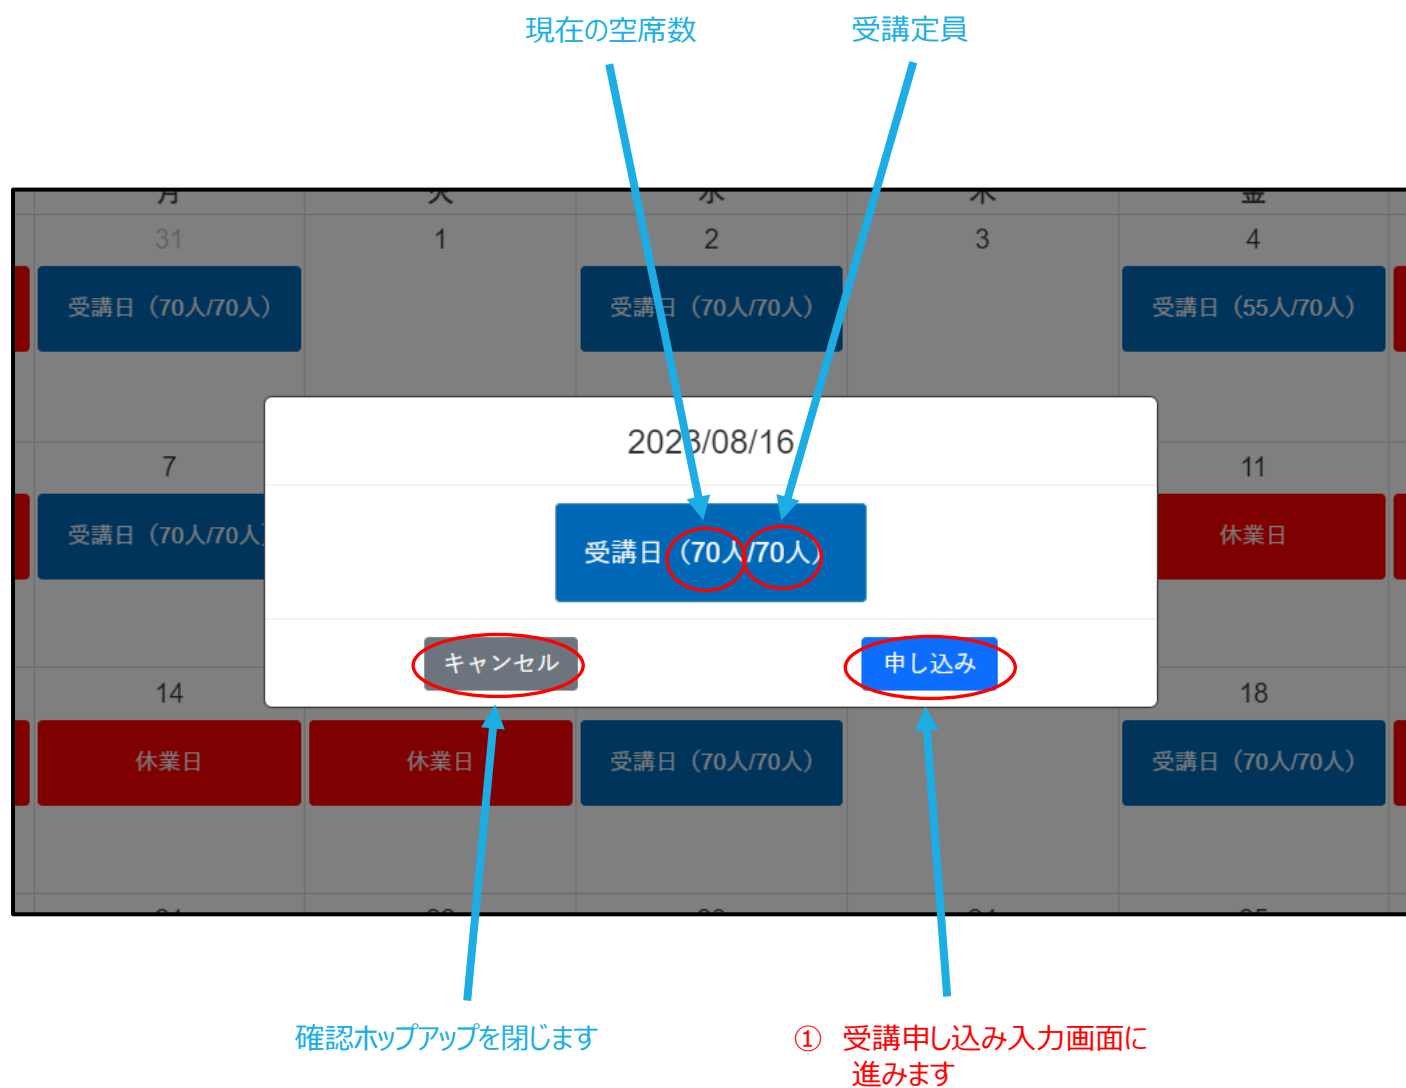 現在の空席数 受講定員
月 火 水 木 金
31 1 2 3 4
受講日（70人/70人） 受講日（70人/70人） 受講日（55人/70人）
2023/08/16
7 11
受講日（70人/70人 受講日（70人/70人） 休業日
キャンセル 申し込み
14 18
休業日 休業日 受講日（70人/70人） 受講日（70人/70人）
確認ホップアップを閉じます ① 受講申し込み入力画面に
進みます